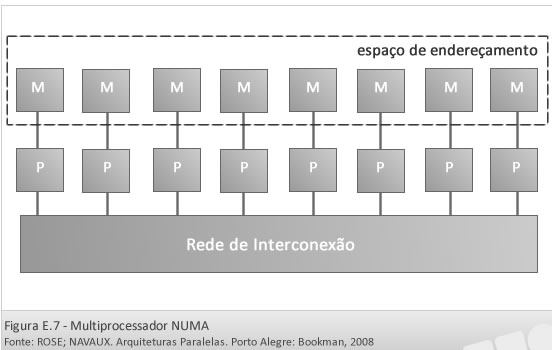 espaço de endereçamento
M M M M M M M M
P P P P P P P P
Rede de Interconexão
Figura E.7 - Multiprocessador NUMA
Fonte: ROSE; NAVAUX. Arquiteturas Paralelas. Porto Alegre: Bookman, 2008